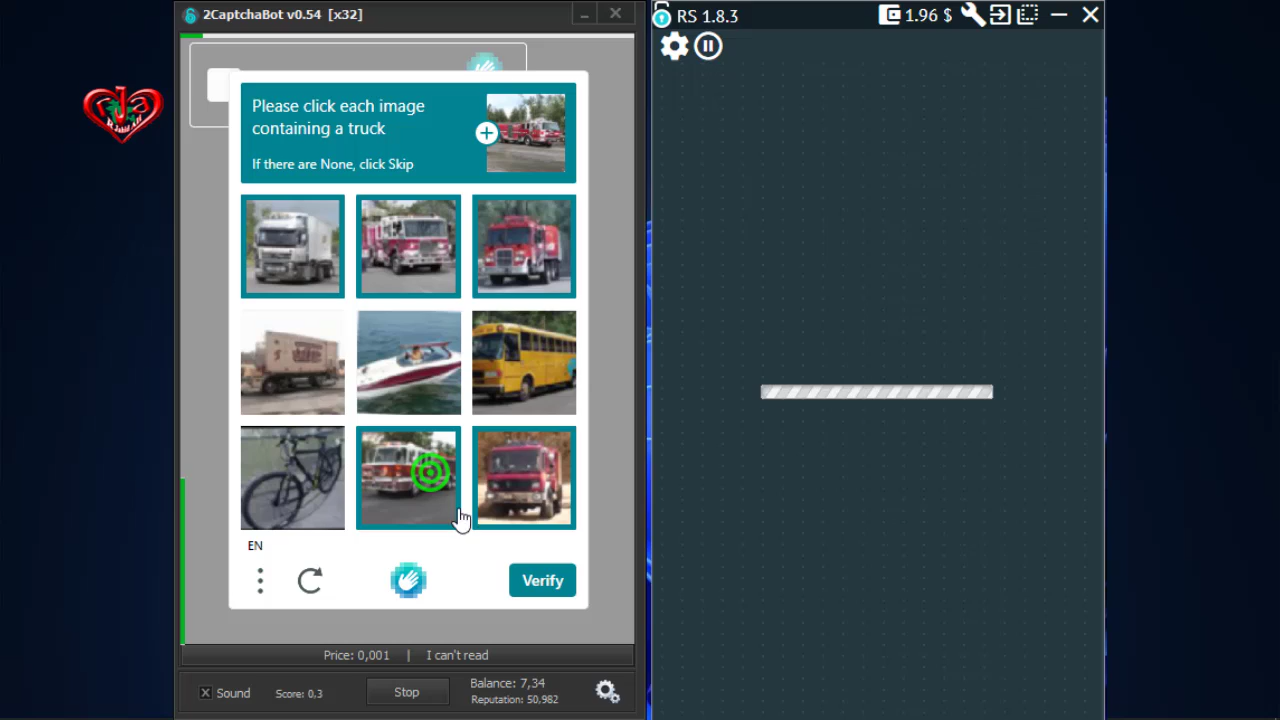 2CaptchaBot v0.54 [x32]
RS 1.8.3
1.96 $
Please click each image
containing a truck
If there are None, click Skip
EN
Verify
Price: 0,001 | I can't read
Sound
Score: 0,3
Stop
Balance: 7,34
Reputation: 50,982